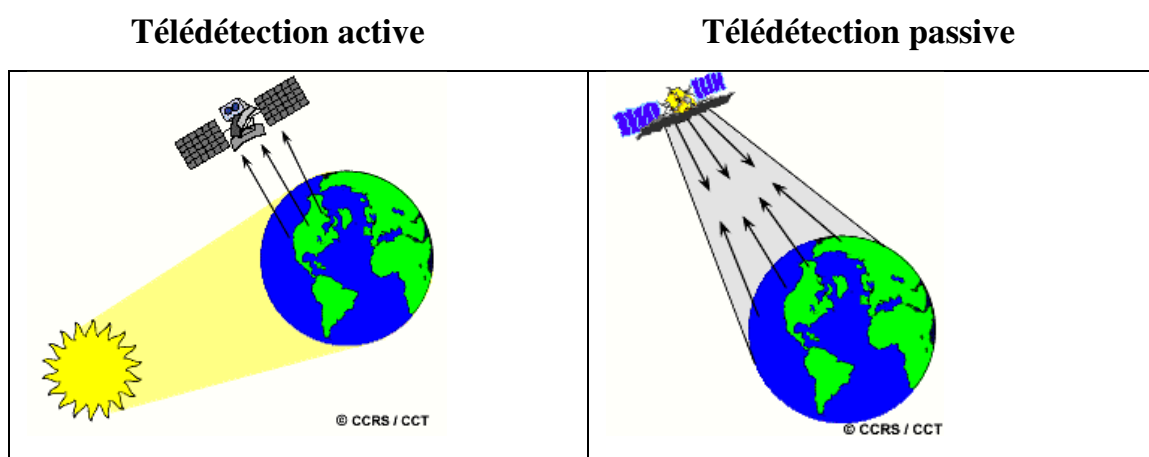 Télédétection active
Télédétection passive
© CCRS / CCT
© CCRS / CCT